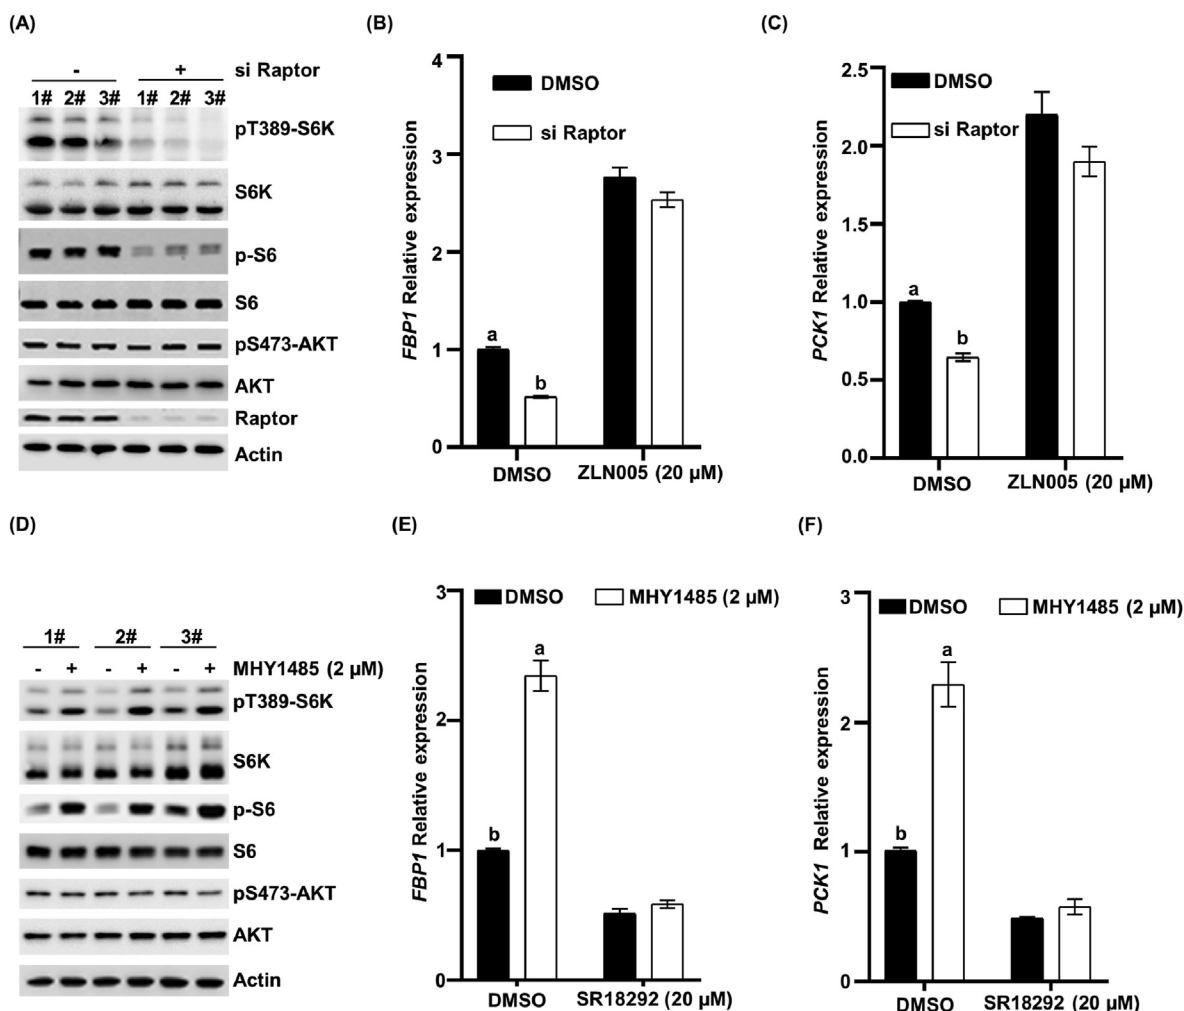 (A)
- + si Raptor
1# 2# 3# 1# 2# 3#
pT389-S6K
S6K
p-S6
S6
pS473-AKT
AKT
Raptor
Actin
(B)
DMSO
si Raptor
FBP1 Relative expression
4
3
2
1
0
a
b
DMSO ZLN005 (20 μM)
(C)
DMSO
si Raptor
PCK1 Relative expression
2.5
2.0
1.5
1.0
0.5
0.0
a
b
DMSO ZLN005 (20 μM)
(D)
1# 2# 3#
- + - + - + MHY1485 (2 μM)
pT389-S6K
S6K
p-S6
S6
pS473-AKT
AKT
Actin
(E)
DMSO MHY1485 (2 μM)
FBP1 Relative expression
3
2
1
0
b
a
DMSO SR18292 (20 μM)
(F)
DMSO MHY1485 (2 μM)
PCK1 Relative expression
3
2
1
0
b
a
DMSO SR18292 (20 μM)